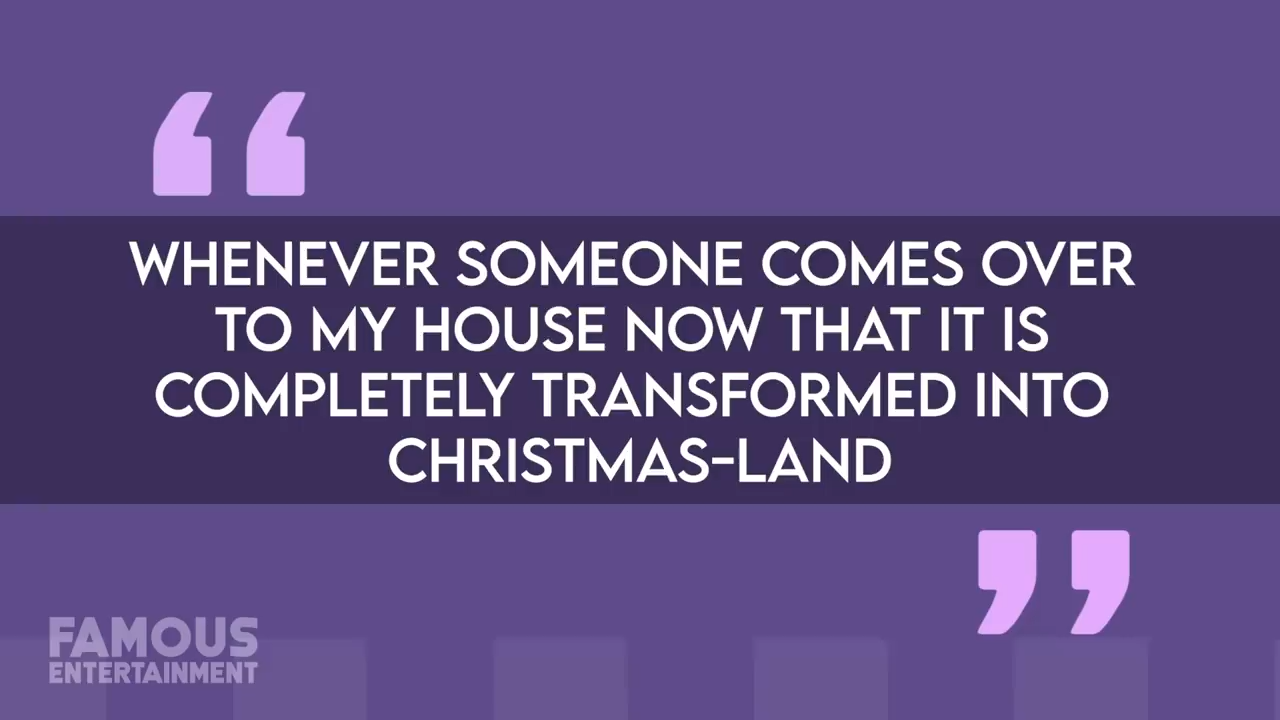 “
WHENEVER SOMEONE COMES OVER
TO MY HOUSE NOW THAT IT IS
COMPLETELY TRANSFORMED INTO
CHRISTMAS-LAND
”
FAMOUS
ENTERTAINMENT